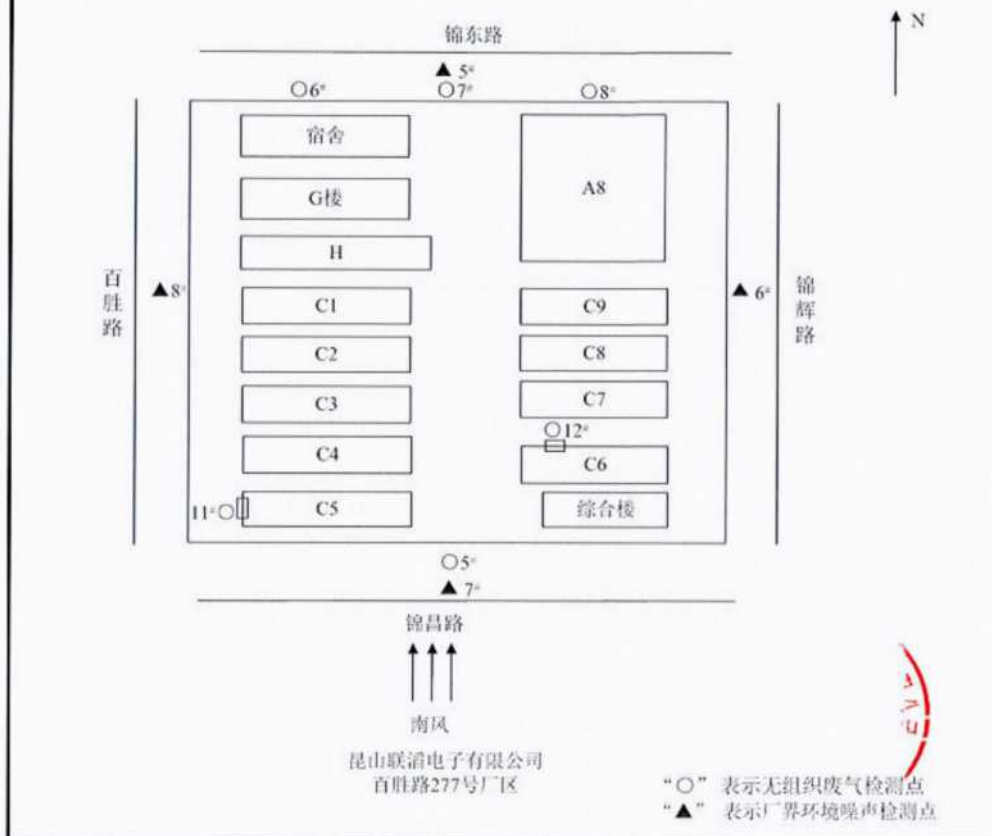 锦东路
N
▲ 5#
○6#
○7#
○8#
宿舍
A8
G楼
H
百胜路
▲8#
▲ 6#
锦辉路
C1
C9
C2
C8
C3
C7
○12#
C4
C6
11#○
C5
综合楼
○5#
▲ 7#
锦昌路
南风
昆山联滔电子有限公司
百胜路277号厂区
“○” 表示无组织废气检测点
“▲” 表示厂界环境噪声检测点